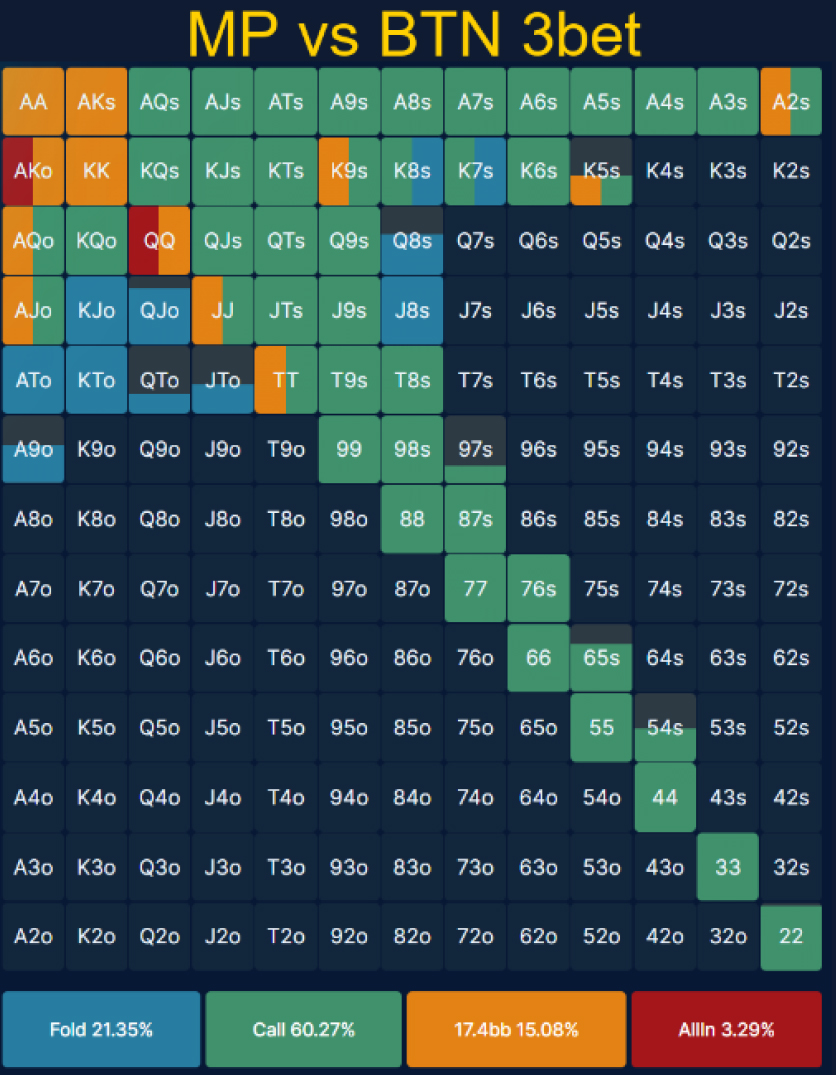 MP vs BTN 3bet
AA AKs AQs AJs ATs A9s A8s A7s A6s A5s A4s A3s A2s
AKo KK KQs KJs KTs K9s K8s K7s K6s K5s K4s K3s K2s
AQo KQo QQ QJs QTs Q9s Q8s Q7s Q6s Q5s Q4s Q3s Q2s
AJo KJo QJo JJ JTs J9s J8s J7s J6s J5s J4s J3s J2s
ATo KTo QTo JTo TT T9s T8s T7s T6s T5s T4s T3s T2s
A9o K9o Q9o J9o T9o 99 98s 97s 96s 95s 94s 93s 92s
A8o K8o Q8o J8o T8o 98o 88 87s 86s 85s 84s 83s 82s
A7o K7o Q7o J7o T7o 97o 87o 77 76s 75s 74s 73s 72s
A6o K6o Q6o J6o T6o 96o 86o 76o 66 65s 64s 63s 62s
A5o K5o Q5o J5o T5o 95o 85o 75o 65o 55 54s 53s 52s
A4o K4o Q4o J4o T4o 94o 84o 74o 64o 54o 44 43s 42s
A3o K3o Q3o J3o T3o 93o 83o 73o 63o 53o 43o 33 32s
A2o K2o Q2o J2o T2o 92o 82o 72o 62o 52o 42o 32o 22
Fold 21.35% Call 60.27% 17.4bb 15.08% AllIn 3.29%